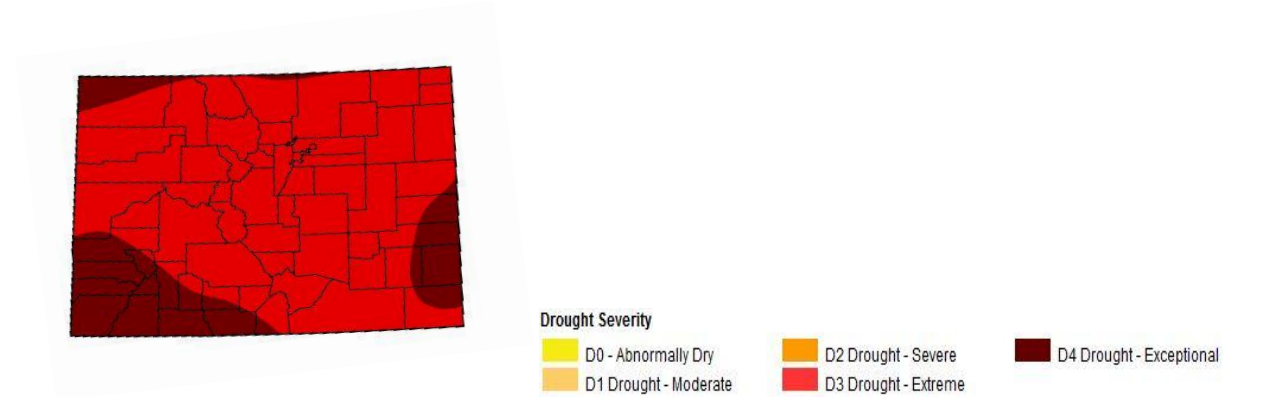 Drought Severity
D0 - Abnormally Dry
D2 Drought - Severe
D4 Drought - Exceptional
D1 Drought - Moderate
D3 Drought - Extreme